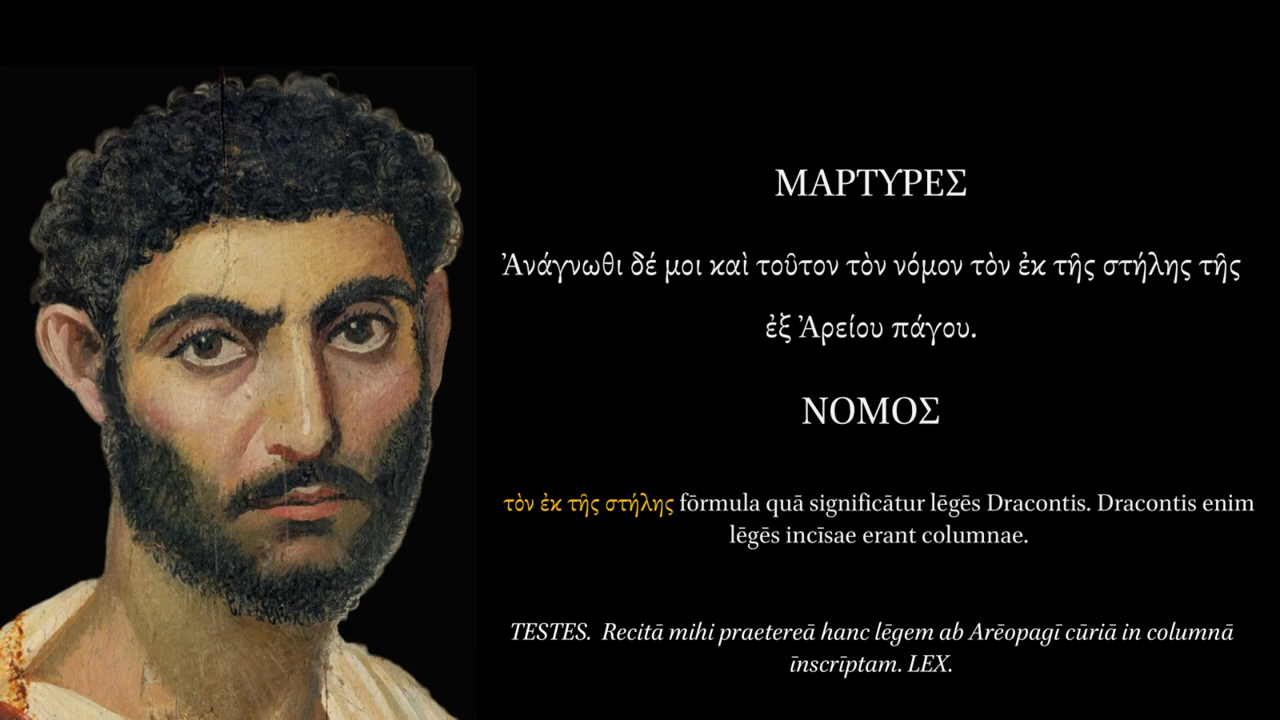 ΜΑΡΤΥΡΕΣ
Ἀνάγνωθι δέ μοι καὶ τοῦτον τὸν νόμον τὸν ἐκ τῆς στήλης τῆς
ἐξ Ἀρείου πάγου.
ΝΟΜΟΣ
τὸν ἐκ τῆς στήλης fōrmula quā significātur lēgēs Dracontis. Dracontis enim
lēgēs incīsae erant columnae.
TESTES. Recitā mihi praetereā hanc lēgem ab Arēopagī cūriā in columnā
īnscrīptam. LEX.